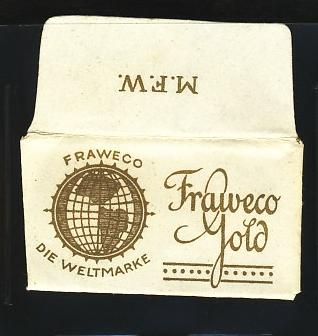 M.F.W.
FRAWECO
DIE WELTMARKE
Fraweco
Gold